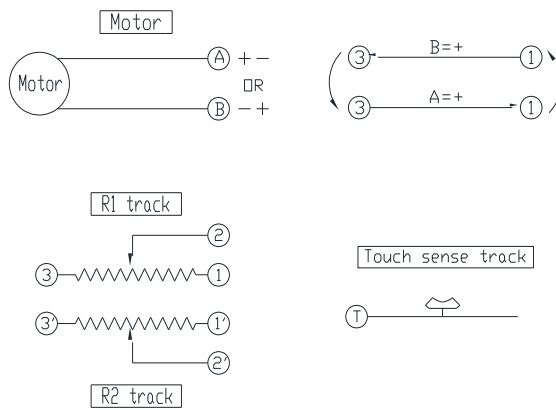 Motor
Motor
A + -
OR
B - +
B=+
3 1
A=+
3 1
R1 track
2
3 1
3' 1'
2'
R2 track
Touch sense track
T